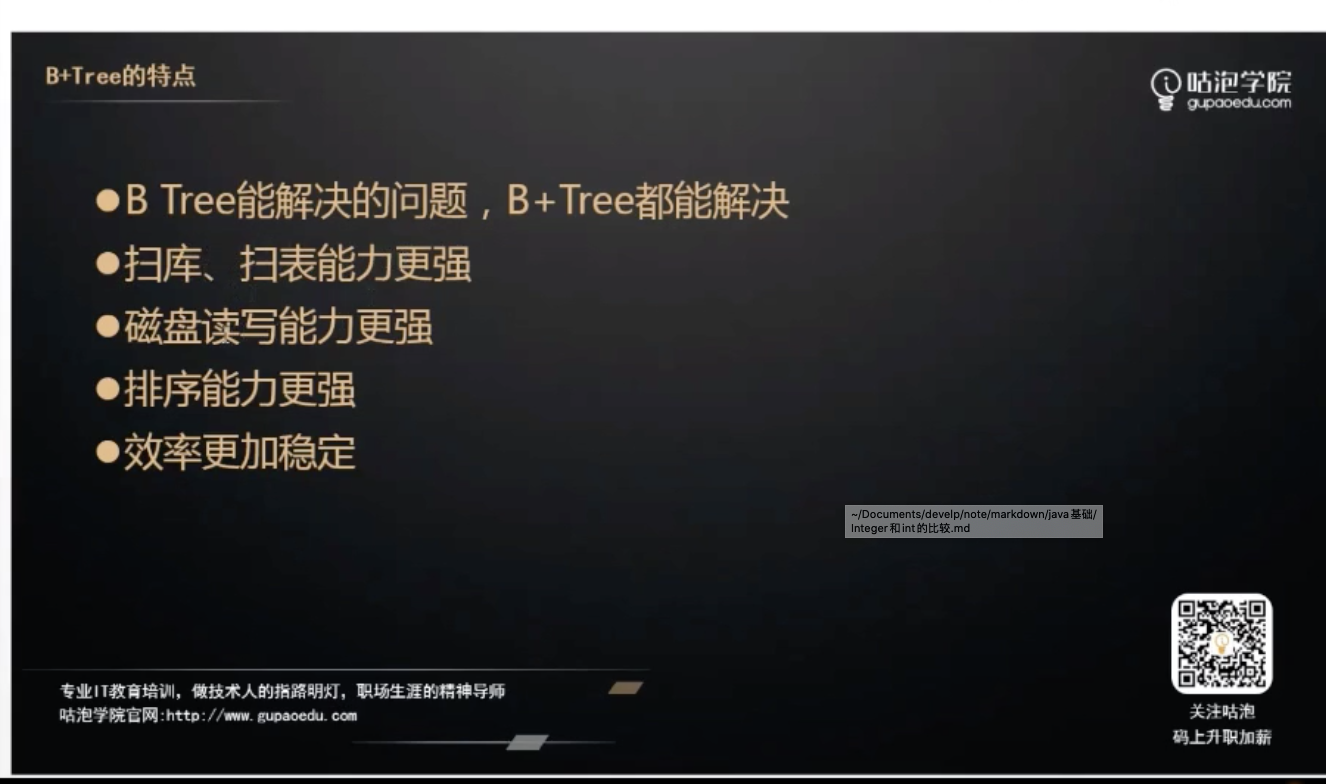 B+Tree的特点
咕泡学院
gupaoedu.com
●B Tree能解决的问题，B+Tree都能解决
●扫库、扫表能力更强
●磁盘读写能力更强
●排序能力更强
●效率更加稳定
~/Documents/develp/note/markdown/java基础/
Integer和int的比较.md
专业IT教育培训，做技术人的指路明灯，职场生涯的精神导师
咕泡学院官网:http://www.gupaoedu.com
关注咕泡
码上升职加薪